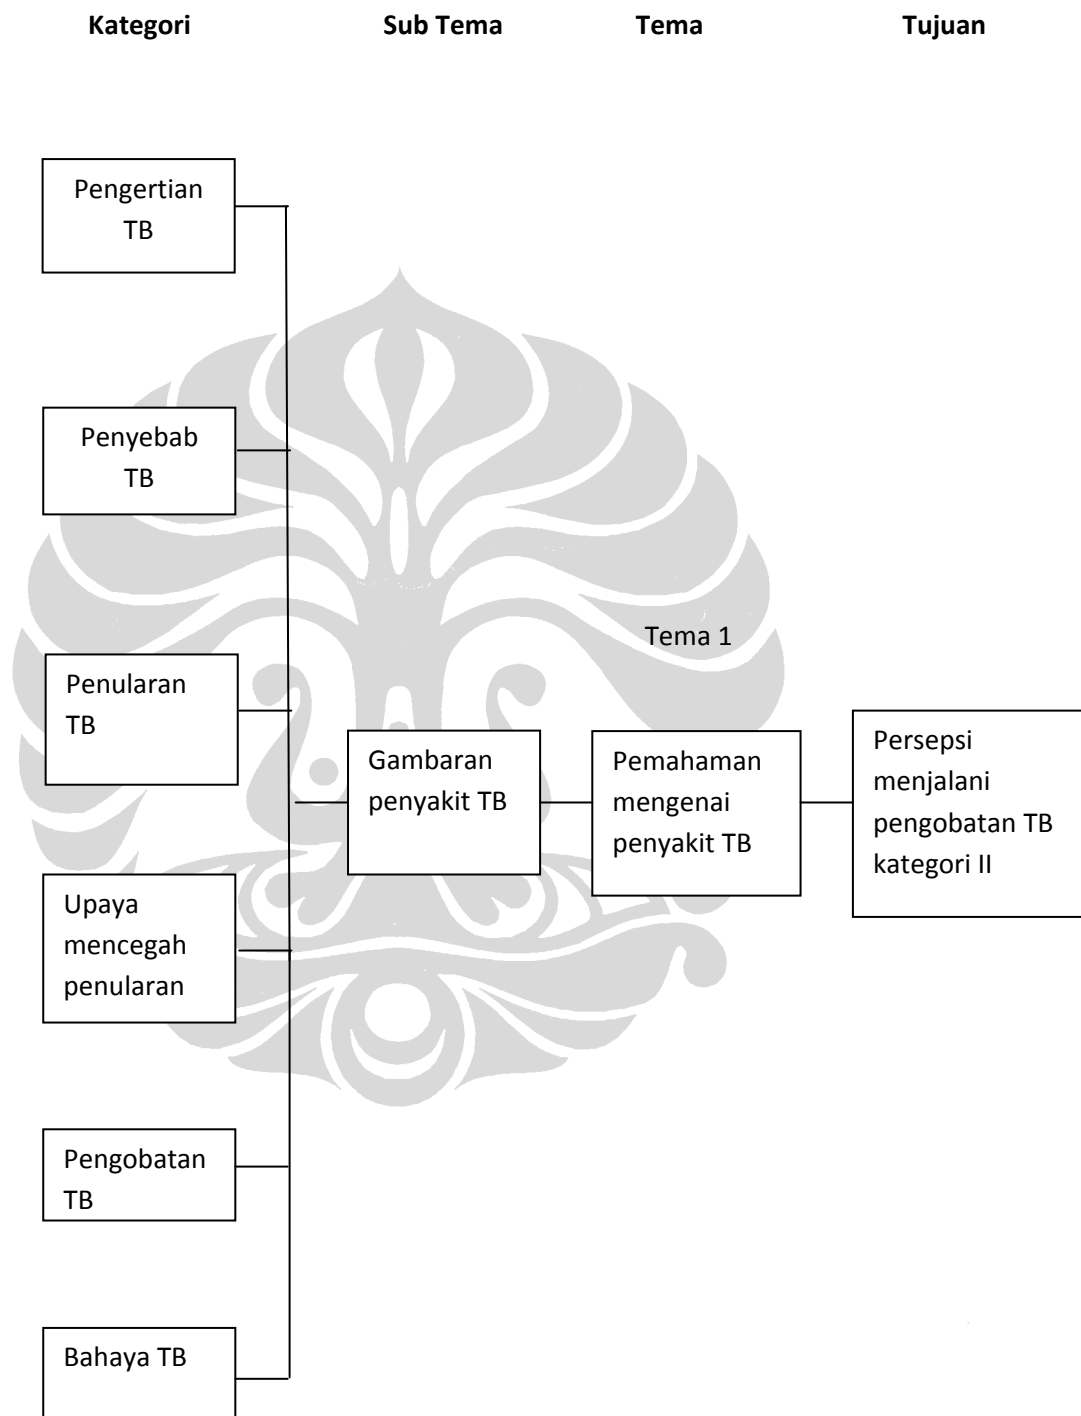 Kategori Sub Tema Tema Tujuan
Pengertian
TB
Penyebab
TB
Penularan
TB
Upaya
mencegah
penularan
Pengobatan
TB
Bahaya TB
Gambaran
penyakit TB
Tema 1
Pemahaman
mengenai
penyakit TB
Persepsi
menjalani
pengobatan TB
kategori II